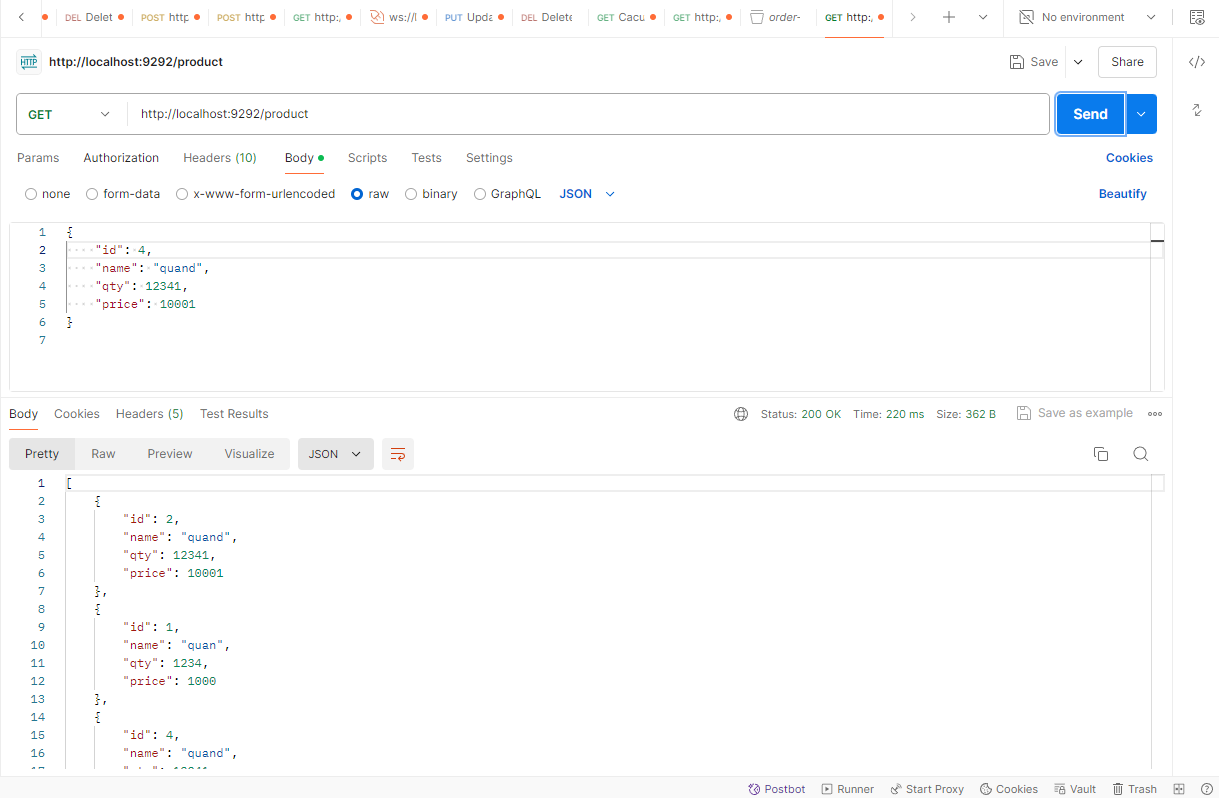 DEL Delet POST http POST http GET http:, ws://l PUT Upda DEL Delete GET Cacu GET http:, order- GET http:, No environment
HTTP http://localhost:9292/product Save Share
GET http://localhost:9292/product Send
Params Authorization Headers (10) Body Scripts Tests Settings Cookies
none form-data x-www-form-urlencoded raw binary GraphQL JSON Beautify
1 {
2 "id": 4,
3 "name": "quand",
4 "qty": 12341,
5 "price": 10001
6 }
7
Body Cookies Headers (5) Test Results Status: 200 OK Time: 220 ms Size: 362 B Save as example
Pretty Raw Preview Visualize JSON
1 [
2 {
3 "id": 2,
4 "name": "quand",
5 "qty": 12341,
6 "price": 10001
7 },
8 {
9 "id": 1,
10 "name": "quan",
11 "qty": 1234,
12 "price": 1000
13 },
14 {
15 "id": 4,
16 "name": "quand",
Postbot Runner Start Proxy Cookies Vault Trash